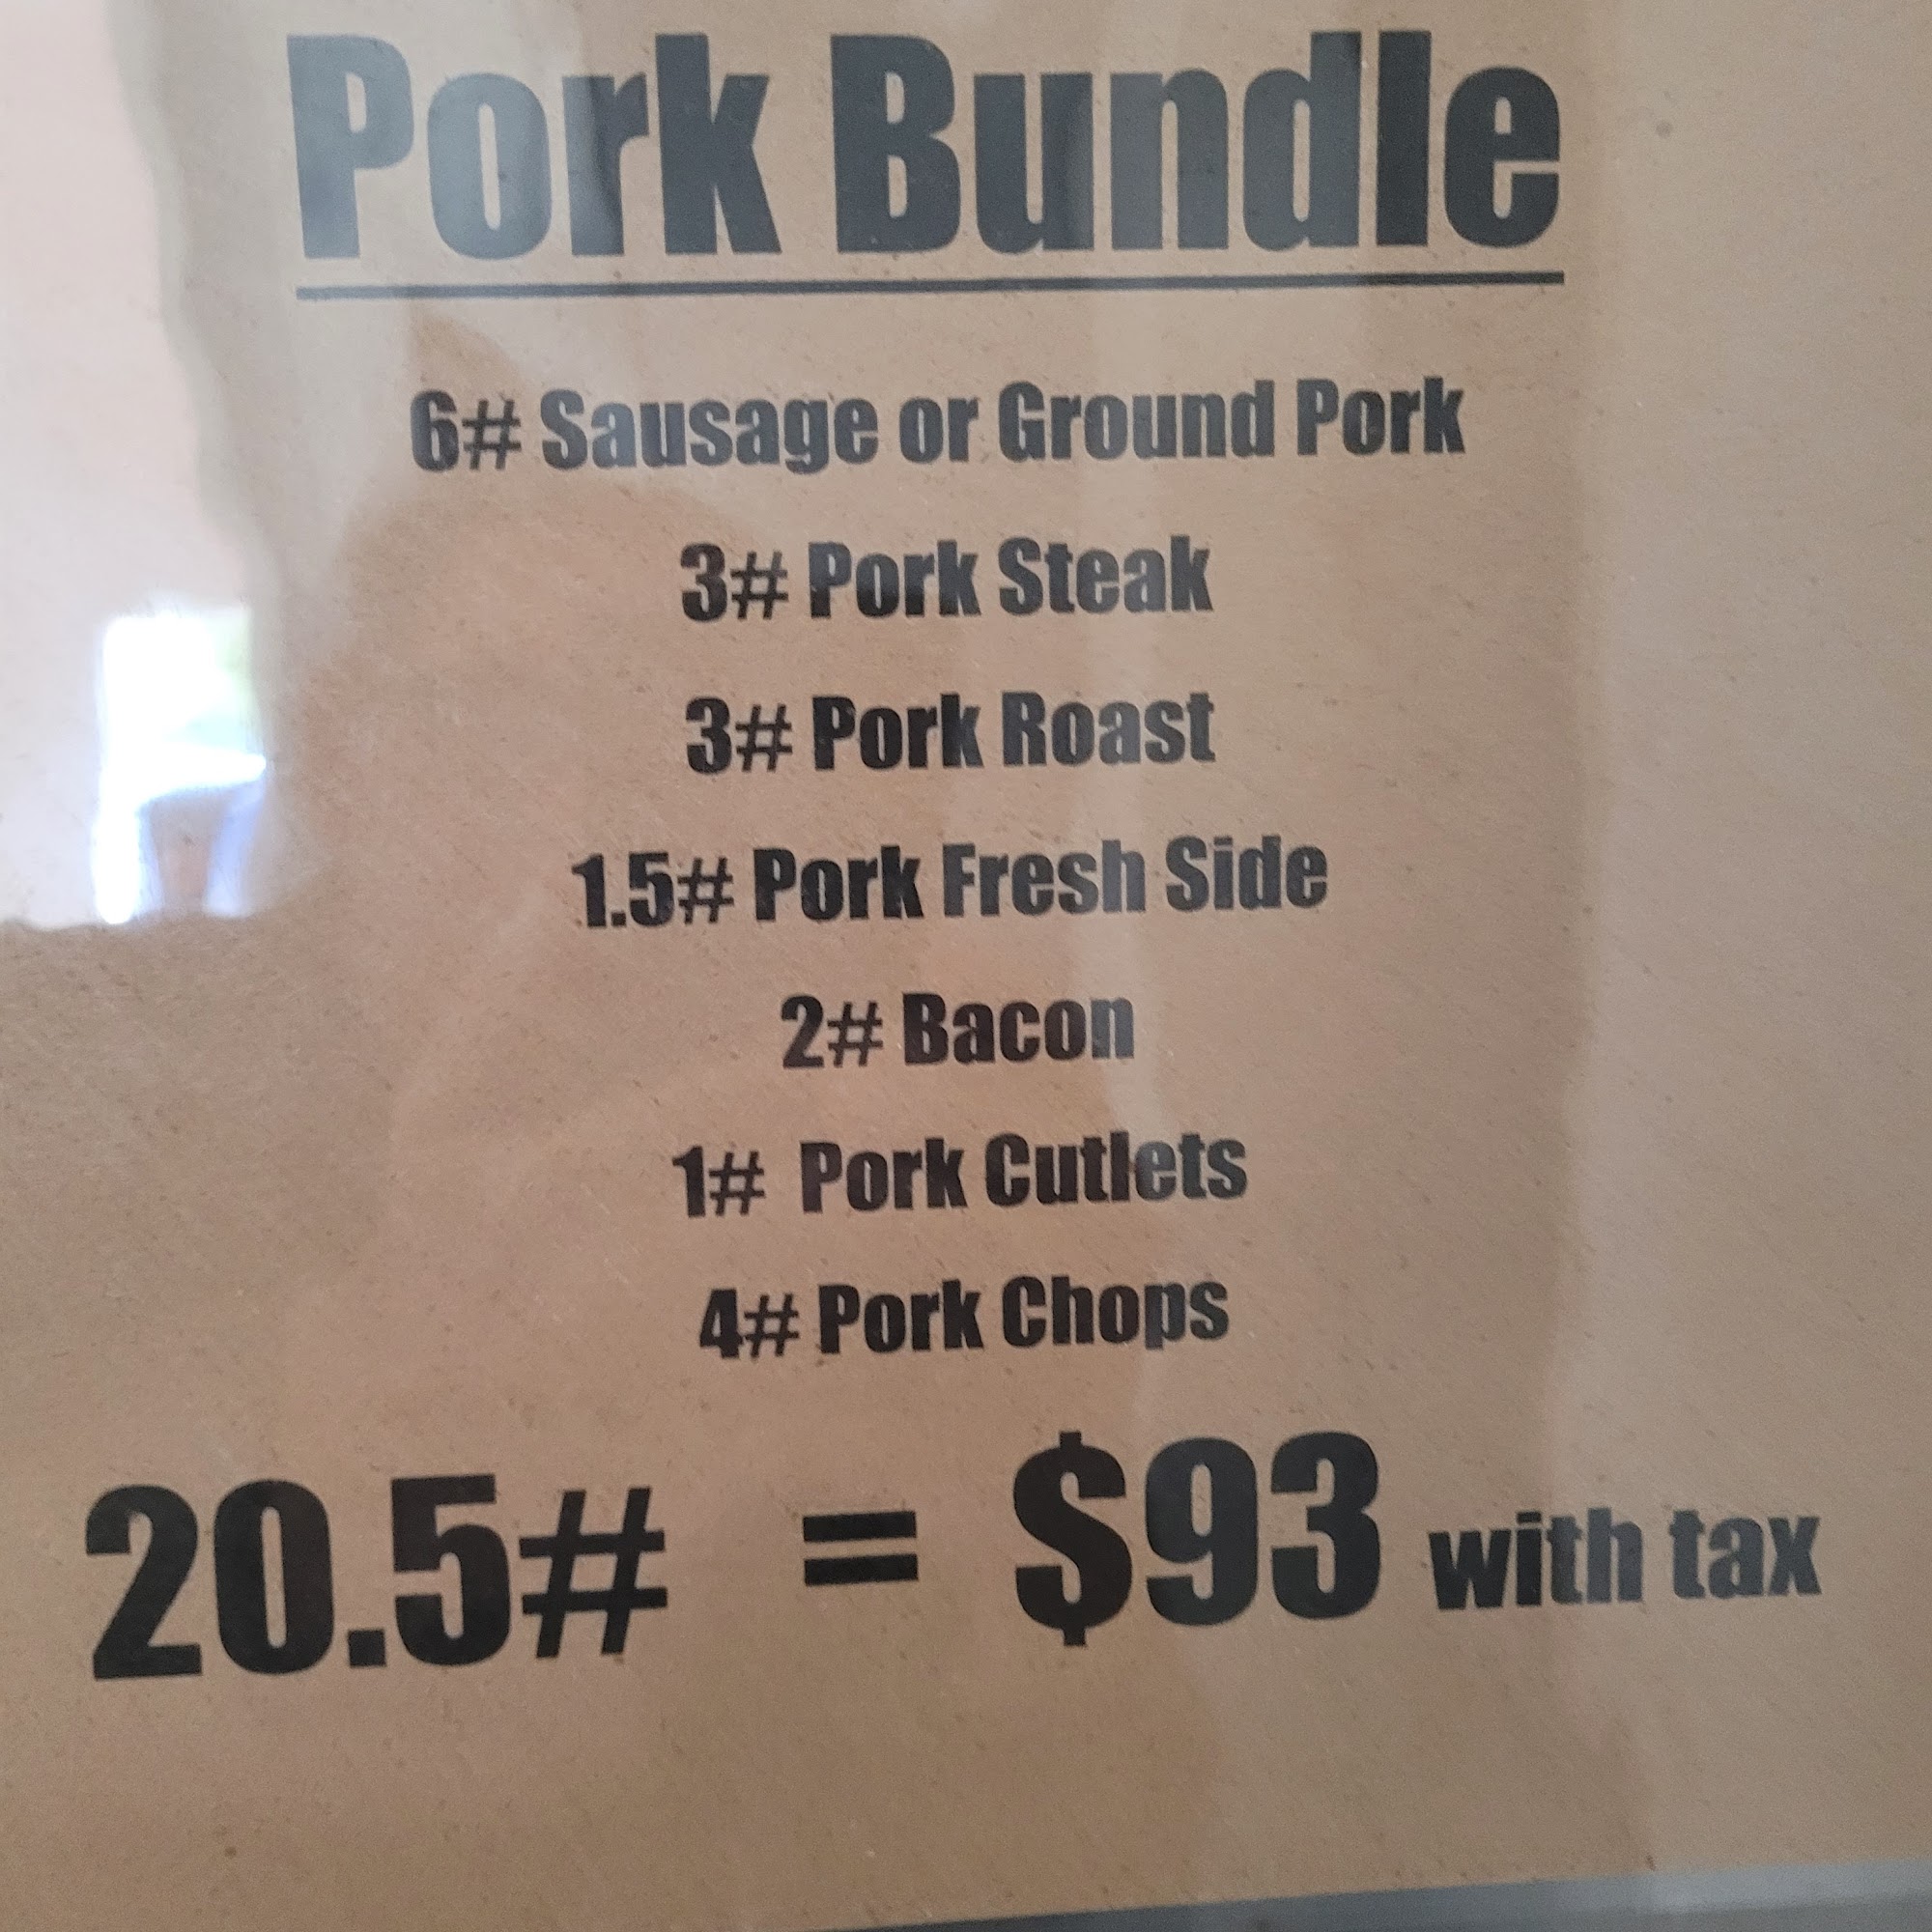 Pork Bundle
6# Sausage or Ground Pork
3# Pork Steak
3# Pork Roast
1.5# Pork Fresh Side
2# Bacon
1# Pork Cutlets
4# Pork Chops
20.5# = $93 with tax